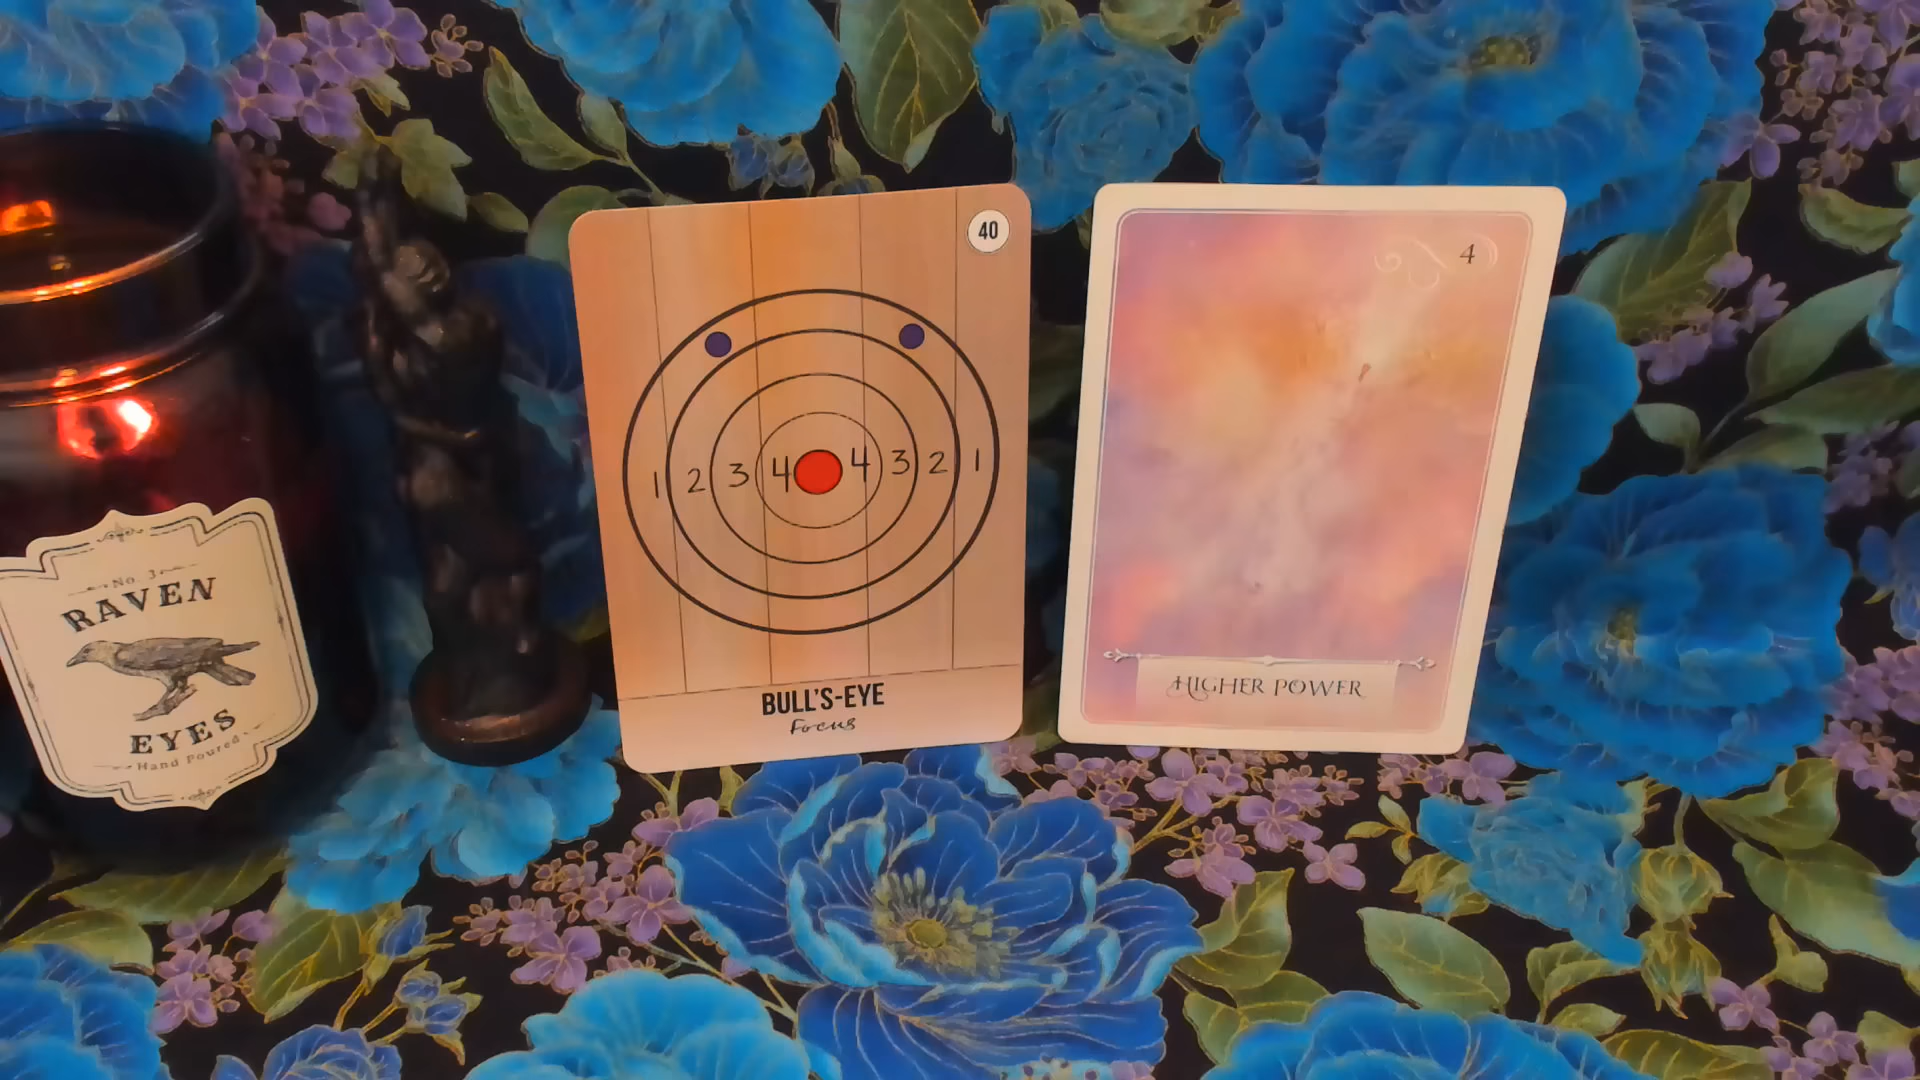 No. 3
RAVEN
EYES
Hand Poured
40
1 2 3 4 4 3 2 1
BULL'S-EYE
Focus
4
HIGHER POWER